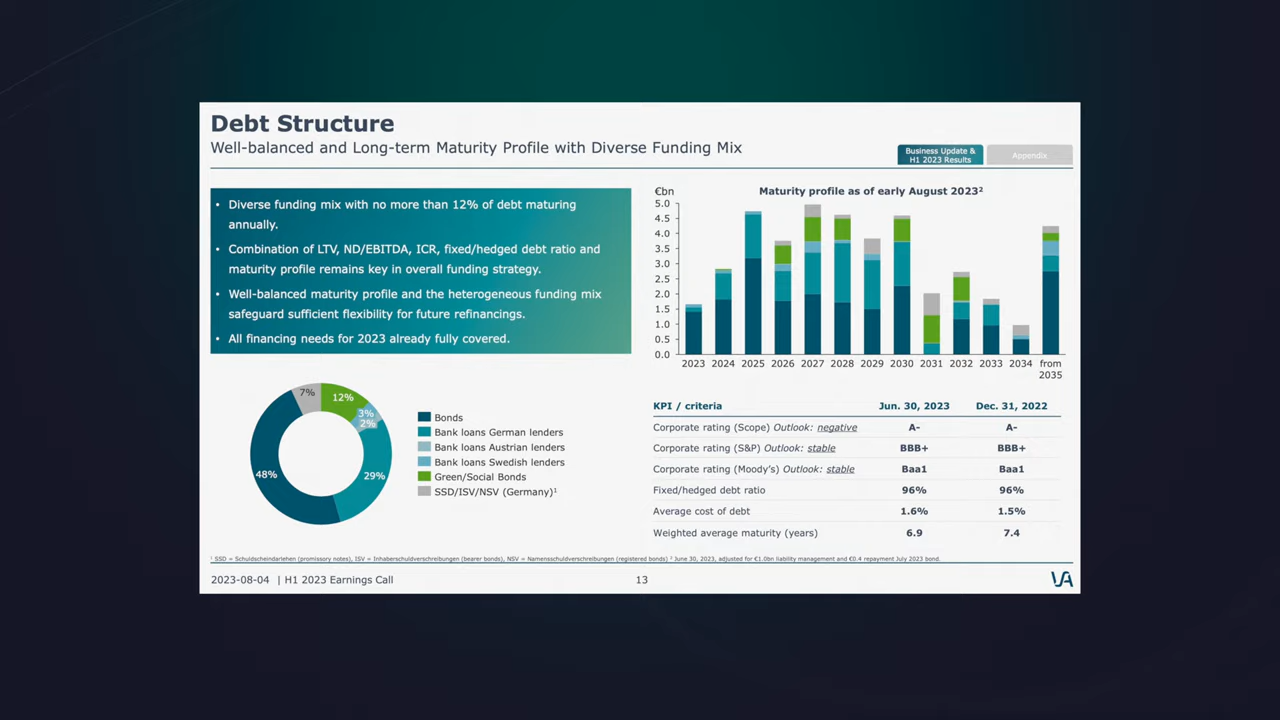 Debt Structure
Well-balanced and Long-term Maturity Profile with Diverse Funding Mix
Business Update &
H1 2023 Results
Appendix
• Diverse funding mix with no more than 12% of debt maturing
annually.
• Combination of LTV, ND/EBITDA, ICR, fixed/hedged debt ratio and
maturity profile remains key in overall funding strategy.
• Well-balanced maturity profile and the heterogeneous funding mix
safeguard sufficient flexibility for future refinancings.
• All financing needs for 2023 already fully covered.
€bn
Maturity profile as of early August 2023²
5.0
4.5
4.0
3.5
3.0
2.5
2.0
1.5
1.0
0.5
0.0
2023 2024 2025 2026 2027 2028 2029 2030 2031 2032 2033 2034 from
2035
7%
12%
3%
2%
48%
29%
Bonds
Bank loans German lenders
Bank loans Austrian lenders
Bank loans Swedish lenders
Green/Social Bonds
SSD/ISV/NSV (Germany)¹
KPI / criteria Jun. 30, 2023 Dec. 31, 2022
Corporate rating (Scope) Outlook: negative A- A-
Corporate rating (S&P) Outlook: stable BBB+ BBB+
Corporate rating (Moody's) Outlook: stable Baa1 Baa1
Fixed/hedged debt ratio 96% 96%
Average cost of debt 1.6% 1.5%
Weighted average maturity (years) 6.9 7.4
¹ SSD = Schuldscheindarlehen (promissory notes), ISV = Inhaberschuldverschreibungen (bearer bonds), NSV = Namensschuldverschreibungen (registered bonds) ² June 30, 2023, adjusted for €1.0bn liability management and €0.4 repayment July 2023 bond.
2023-08-04 | H1 2023 Earnings Call
13
VA